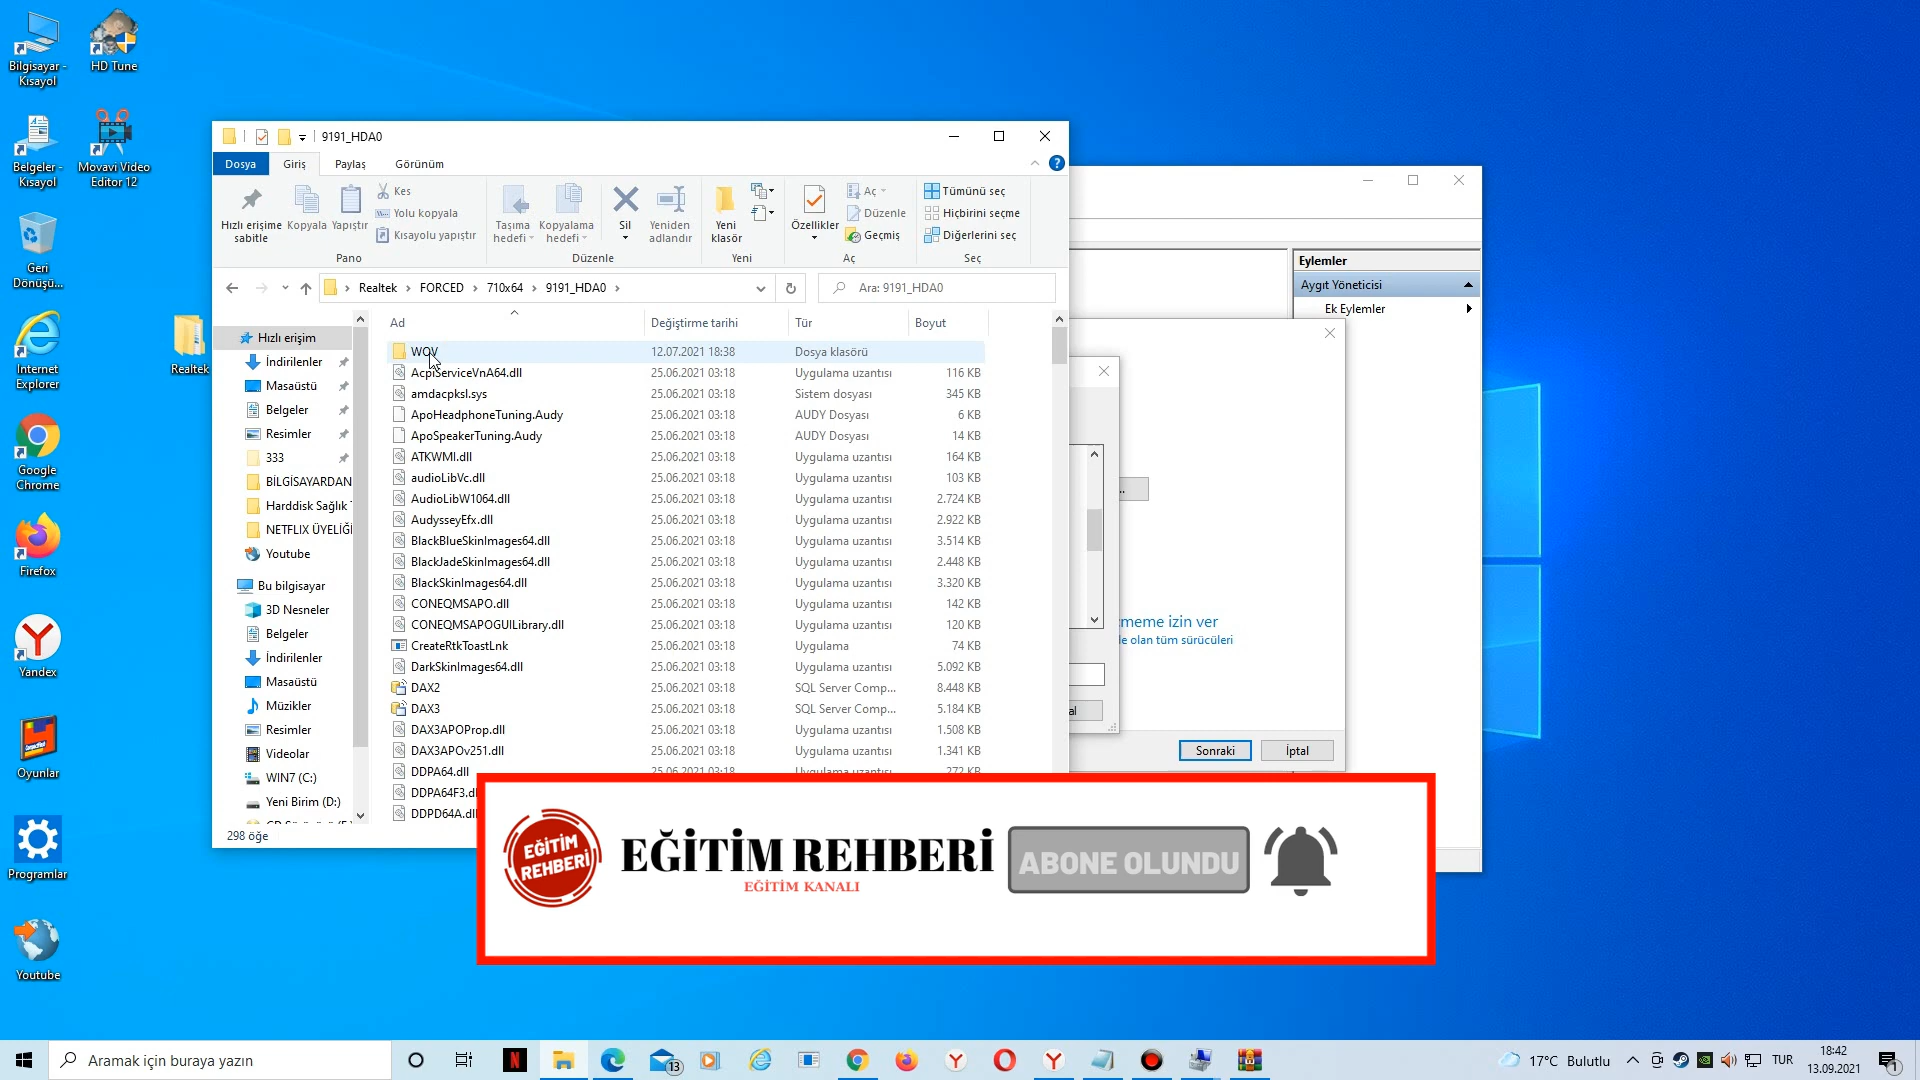 Bilgisayar -
Kısayol
HD Tune
Belgeler -
Kısayol
Movavi Video
Editor 12
Geri
Dönüşü...
Internet
Explorer
Google
Chrome
Firefox
Yandex
Oyunlar
Programlar
Youtube
Realtek
9191_HDA0
Dosya
Giriş
Paylaş
Görünüm
Hızlı erişime
sabitle
Kopyala
Yapıştır
Kes
Yolu kopyala
Kısayolu yapıştır
Pano
Taşıma
hedefi
Kopyalama
hedefi
Sil
Yeniden
adlandır
Düzenle
Yeni
klasör
Yeni
Özellikler
Aç
Düzenle
Geçmiş
Aç
Tümünü seç
Hiçbirini seçme
Diğerlerini seç
Seç
Realtek > FORCED > 710x64 > 9191_HDA0 >
Ara: 9191_HDA0
Hızlı erişim
İndirilenler
Masaüstü
Belgeler
Resimler
333
BİLGİSAYARDAN
Harddisk Sağlık
NETFLIX ÜYELİĞİ
Youtube
Bu bilgisayar
3D Nesneler
Belgeler
İndirilenler
Masaüstü
Müzikler
Resimler
Videolar
WIN7 (C:)
Yeni Birim (D:)
298 öğe
Ad Değiştirme tarihi Tür Boyut
WOV 12.07.2021 18:38 Dosya klasörü
AcpiServiceVnA64.dll 25.06.2021 03:18 Uygulama uzantısı 116 KB
amdacpksl.sys 25.06.2021 03:18 Sistem dosyası 345 KB
ApoHeadphoneTuning.Audy 25.06.2021 03:18 AUDY Dosyası 6 KB
ApoSpeakerTuning.Audy 25.06.2021 03:18 AUDY Dosyası 14 KB
ATKWMI.dll 25.06.2021 03:18 Uygulama uzantısı 164 KB
audioLibVc.dll 25.06.2021 03:18 Uygulama uzantısı 103 KB
AudioLibW1064.dll 25.06.2021 03:18 Uygulama uzantısı 2.724 KB
AudysseyEfx.dll 25.06.2021 03:18 Uygulama uzantısı 2.922 KB
BlackBlueSkinImages64.dll 25.06.2021 03:18 Uygulama uzantısı 3.514 KB
BlackJadeSkinImages64.dll 25.06.2021 03:18 Uygulama uzantısı 2.448 KB
BlackSkinImages64.dll 25.06.2021 03:18 Uygulama uzantısı 3.320 KB
CONEQMSAPO.dll 25.06.2021 03:18 Uygulama uzantısı 142 KB
CONEQMSAPOGUILibrary.dll 25.06.2021 03:18 Uygulama uzantısı 120 KB
CreateRtkToastLnk 25.06.2021 03:18 Uygulama 74 KB
DarkSkinImages64.dll 25.06.2021 03:18 Uygulama uzantısı 5.092 KB
DAX2 25.06.2021 03:18 SQL Server Comp... 8.448 KB
DAX3 25.06.2021 03:18 SQL Server Comp... 5.184 KB
DAX3APOProp.dll 25.06.2021 03:18 Uygulama uzantısı 1.508 KB
DAX3APOv251.dll 25.06.2021 03:18 Uygulama uzantısı 1.341 KB
DDPA64.dll 25.06.2021 03:18 Uygulama uzantısı 272 KB
DDPA64F3.d
DDPD64A.dl
Eylemler
Aygıt Yöneticisi
Ek Eylemler
..
çmeme izin ver
de olan tüm sürücüleri
al
Sonraki
İptal
EĞİTİM
REHBERİ
EĞİTİM REHBERİ
EĞİTİM KANALI
ABONE OLUNDU
Aramak için buraya yazın
13
17°C Bulutlu
TUR
18:42
13.09.2021
1